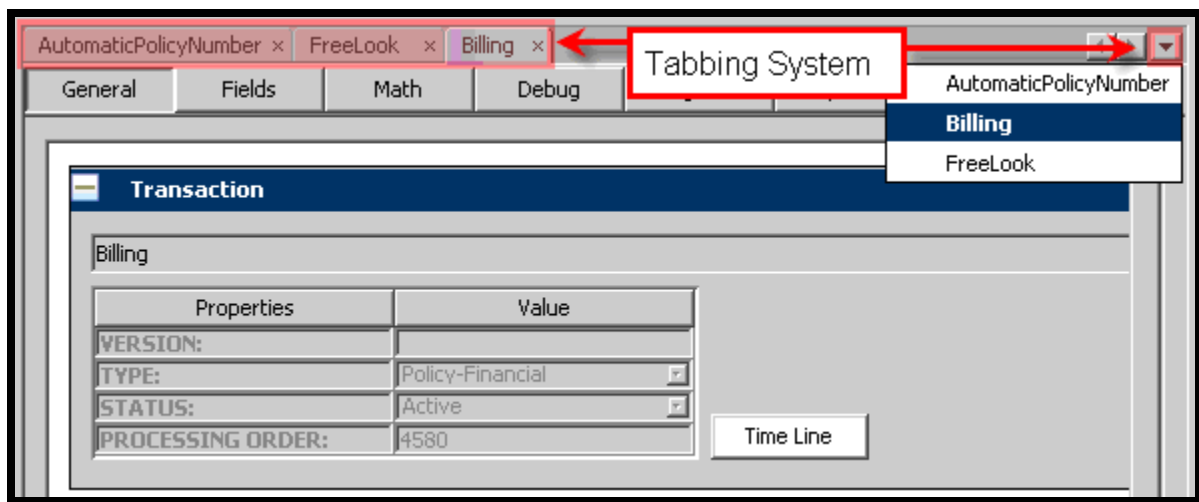 AutomaticPolicyNumber × FreeLook × Billing ×
Tabbing System
General Fields Math Debug
AutomaticPolicyNumber
Billing
FreeLook
Transaction
Billing
Properties Value
VERSION:
TYPE: Policy-Financial
STATUS: Active
PROCESSING ORDER: 4580
Time Line